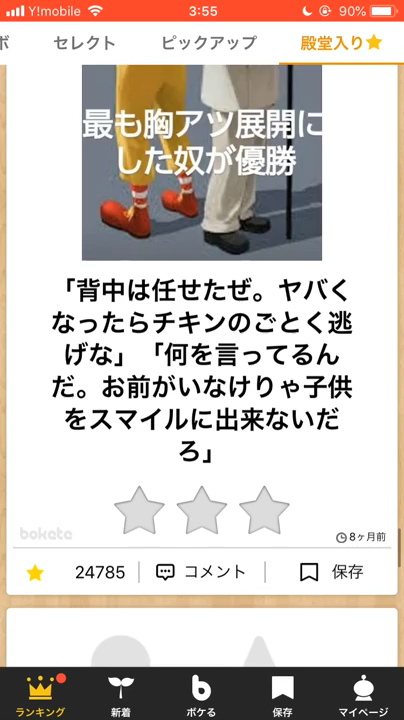 Y!mobile 3:55 90%
ボ セレクト ピックアップ 殿堂入り
最も胸アツ展開に
した奴が優勝
「背中は任せたぜ。ヤバく
なったらチキンのごとく逃
げな」「何を言ってるん
だ。お前がいなけりゃ子供
をスマイルに出来ないだ
ろ」
bokete 8ヶ月前
24785 コメント 保存
ランキング 新着 ボケる 保存 マイページ